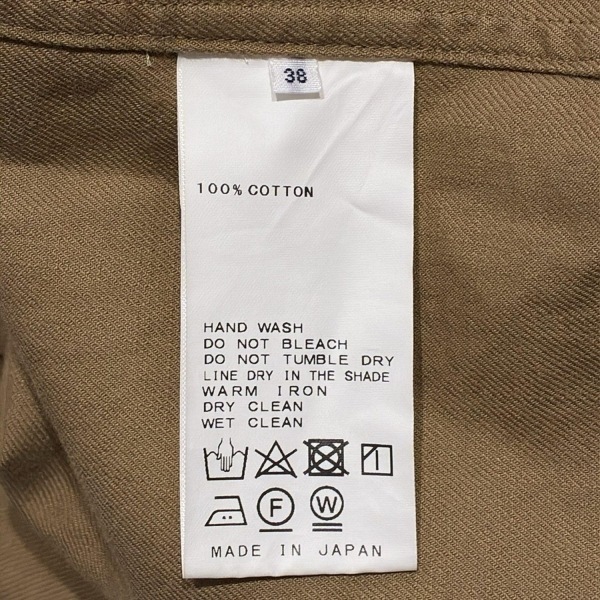 38
100% COTTON
HAND WASH
DO NOT BLEACH
DO NOT TUMBLE DRY
LINE DRY IN THE SHADE
WARM IRON
DRY CLEAN
WET CLEAN
F W
MADE IN JAPAN